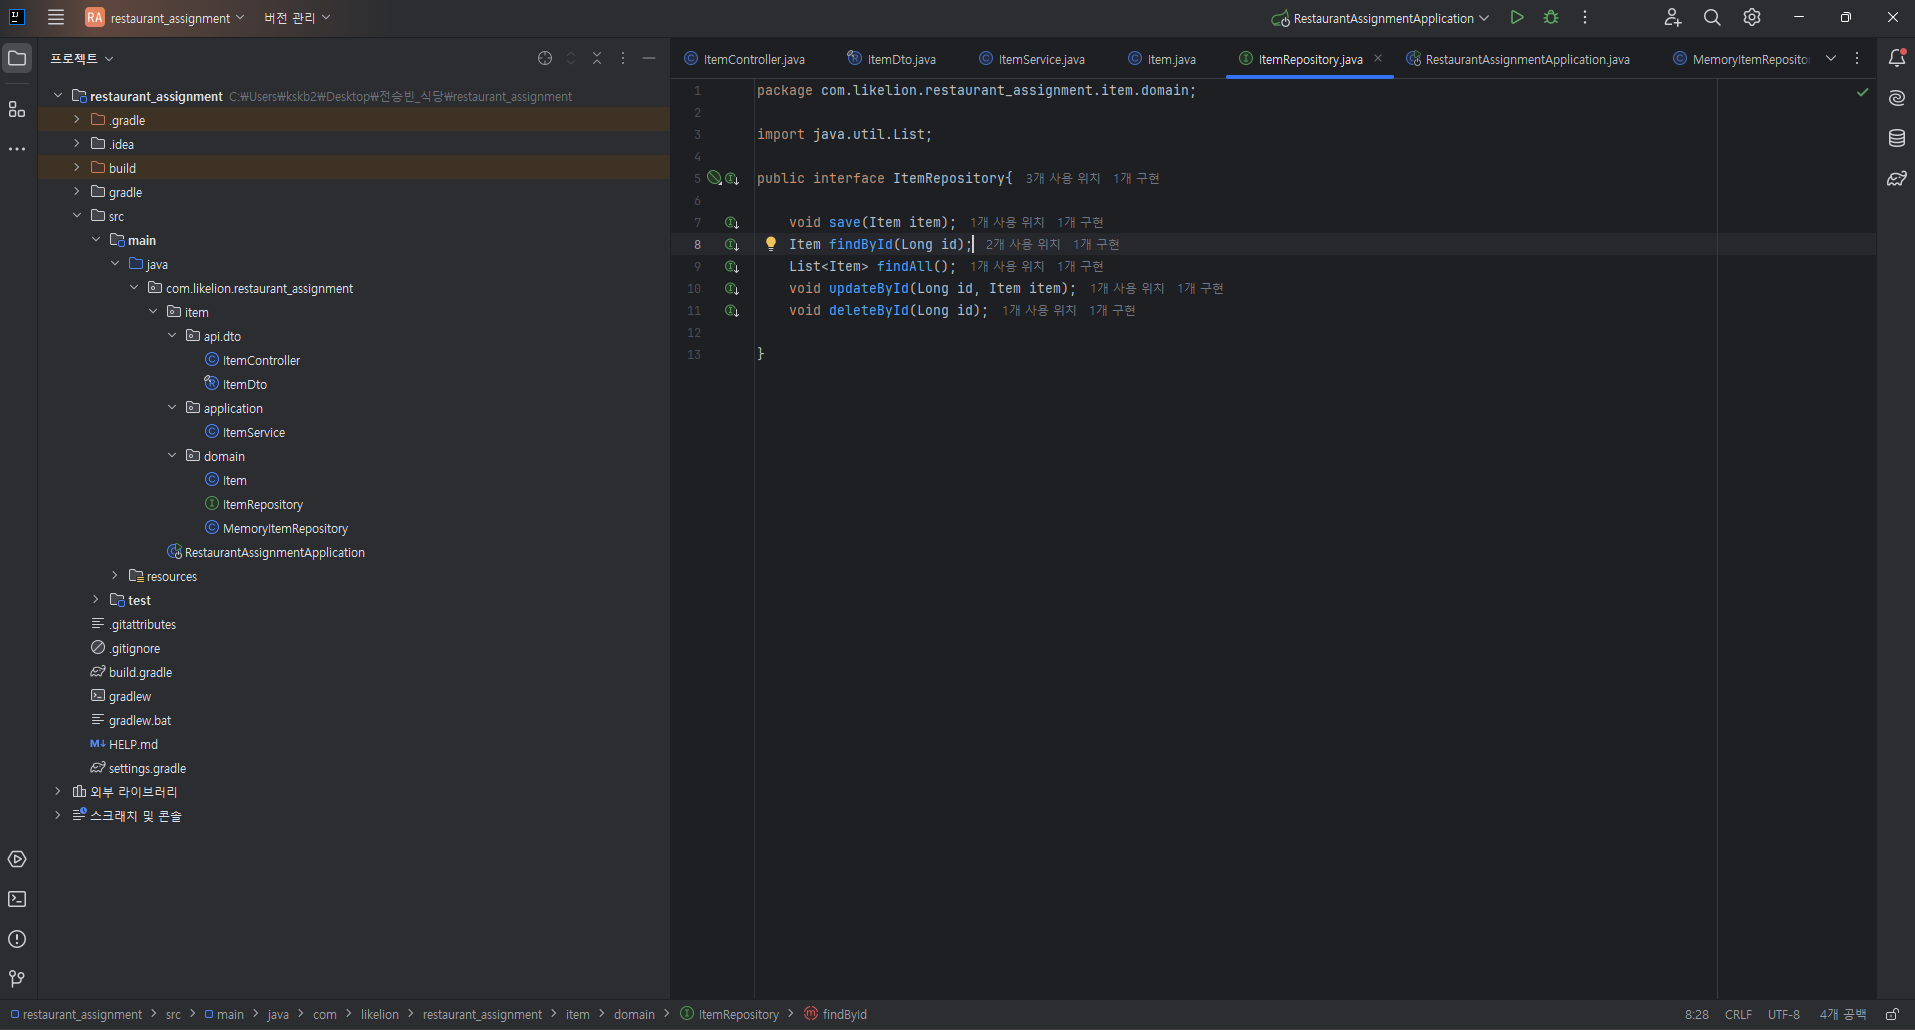 RA restaurant_assignment 버전 관리 RestaurantAssignmentApplication
프로젝트
ItemController.java ItemDto.java ItemService.java Item.java ItemRepository.java RestaurantAssignmentApplication.java MemoryItemReposito
restaurant_assignment C:₩Users₩kskb2₩Desktop₩전승빈_식당₩restaurant_assignment
.gradle
.idea
build
gradle
src
main
java
com.likelion.restaurant_assignment
item
api.dto
ItemController
ItemDto
application
ItemService
domain
Item
ItemRepository
MemoryItemRepository
RestaurantAssignmentApplication
resources
test
.gitattributes
.gitignore
build.gradle
gradlew
gradlew.bat
M↓ HELP.md
settings.gradle
외부 라이브러리
스크래치 및 콘솔
1 package com.likelion.restaurant_assignment.item.domain;
2
3 import java.util.List;
4
5 public interface ItemRepository{ 3개 사용 위치 1개 구현
6
7 void save(Item item); 1개 사용 위치 1개 구현
8 Item findById(Long id); 2개 사용 위치 1개 구현
9 List<Item> findAll(); 1개 사용 위치 1개 구현
10 void updateById(Long id, Item item); 1개 사용 위치 1개 구현
11 void deleteById(Long id); 1개 사용 위치 1개 구현
12
13 }
restaurant_assignment > src > main > java > com > likelion > restaurant_assignment > item > domain > ItemRepository > findById 8:28 CRLF UTF-8 4개 공백